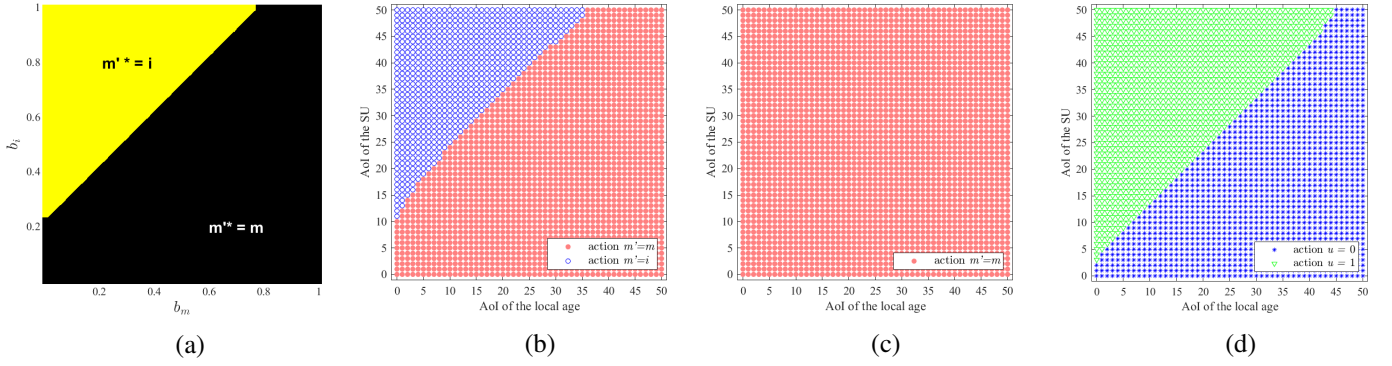 1
0.8
0.6
0.4
0.2
b_i
m' * = i
m'* = m
0.2 0.4 0.6 0.8 1
b_m
(a)
50
45
40
35
30
25
20
15
10
5
0
AoI of the SU
action m'=m
action m'=i
0 5 10 15 20 25 30 35 40 45 50
AoI of the local age
(b)
50
45
40
35
30
25
20
15
10
5
0
AoI of the SU
action m'=m
0 5 10 15 20 25 30 35 40 45 50
AoI of the local age
(c)
50
45
40
35
30
25
20
15
10
5
0
AoI of the SU
action u = 0
action u = 1
0 5 10 15 20 25 30 35 40 45 50
AoI of the local age
(d)